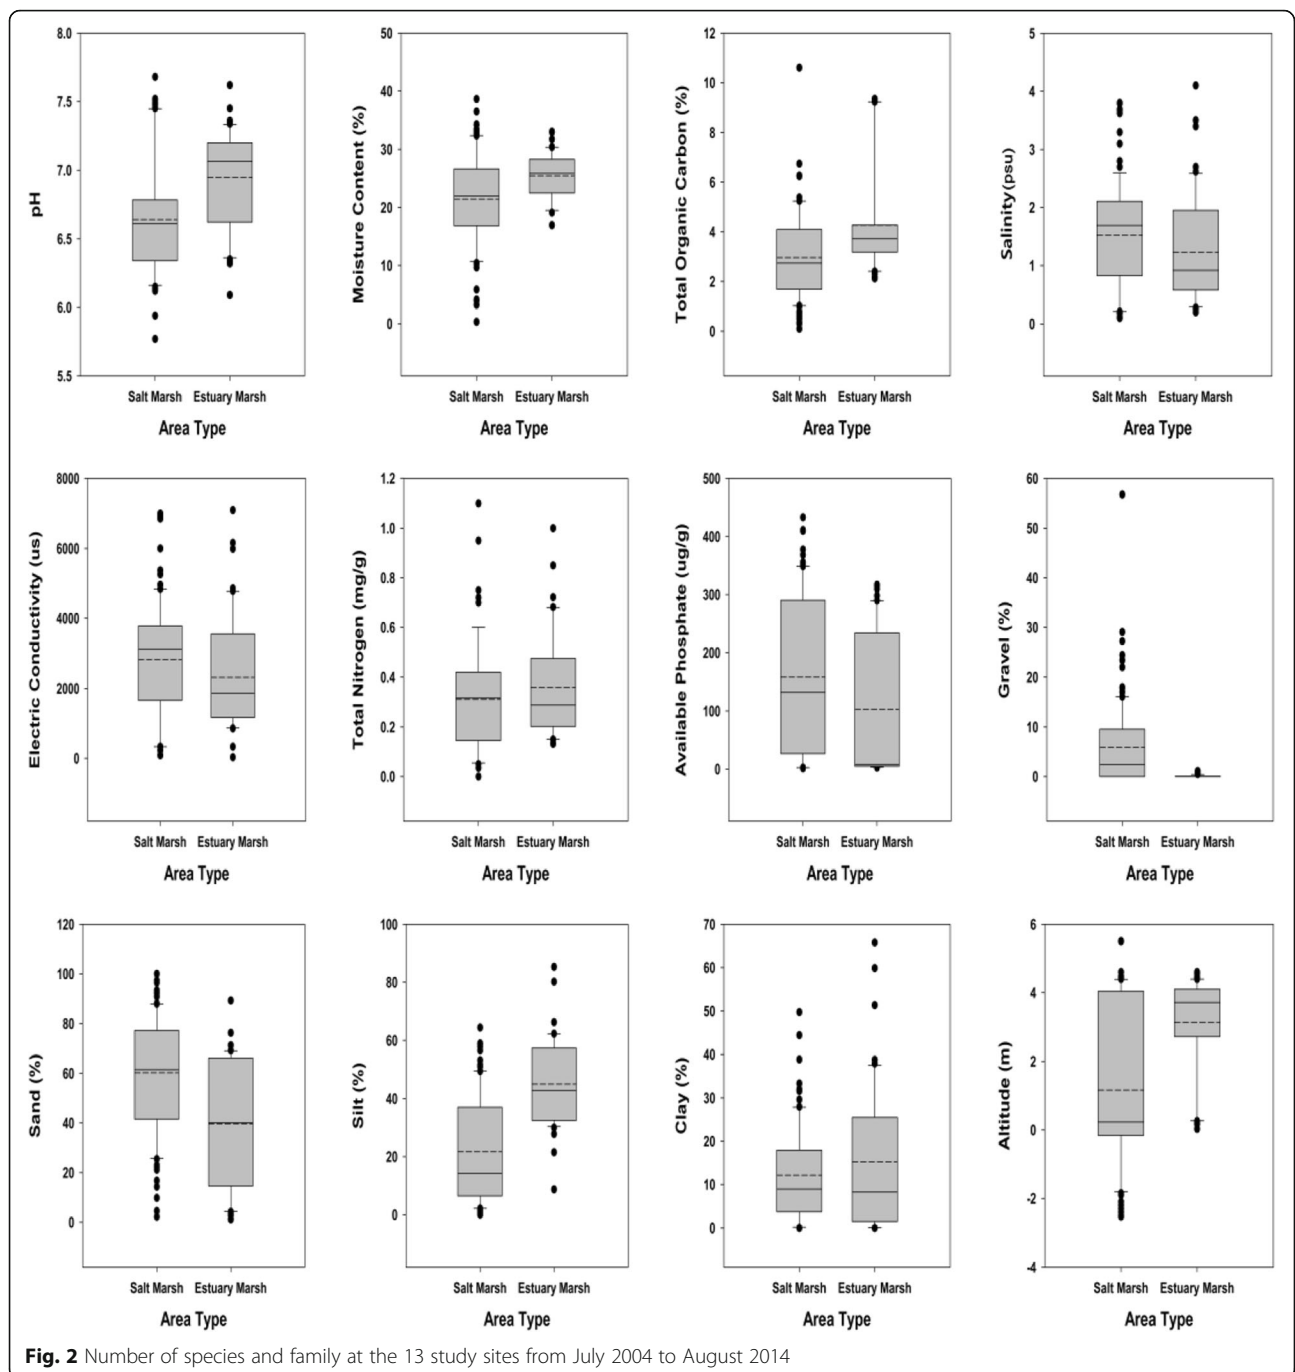 8.0
7.5
7.0
6.5
6.0
5.5
pH
Salt Marsh Estuary Marsh
Area Type
50
40
30
20
10
0
Moisture Content (%)
Salt Marsh Estuary Marsh
Area Type
12
10
8
6
4
2
0
Total Organic Carbon (%)
Salt Marsh Estuary Marsh
Area Type
5
4
3
2
1
0
Salinity (psu)
Salt Marsh Estuary Marsh
Area Type
8000
6000
4000
2000
0
Electric Conductivity (us)
Salt Marsh Estuary Marsh
Area Type
1.2
1.0
0.8
0.6
0.4
0.2
0.0
Total Nitrogen (mg/g)
Salt Marsh Estuary Marsh
Area Type
500
400
300
200
100
0
Available Phosphate (ug/g)
Salt Marsh Estuary Marsh
Area Type
60
50
40
30
20
10
0
Gravel (%)
Salt Marsh Estuary Marsh
Area Type
120
100
80
60
40
20
0
Sand (%)
Salt Marsh Estuary Marsh
Area Type
100
80
60
40
20
0
Silt (%)
Salt Marsh Estuary Marsh
Area Type
70
60
50
40
30
20
10
0
Clay (%)
Salt Marsh Estuary Marsh
Area Type
6
4
2
0
-2
-4
Altitude (m)
Salt Marsh Estuary Marsh
Area Type
Fig. 2 Number of species and family at the 13 study sites from July 2004 to August 2014